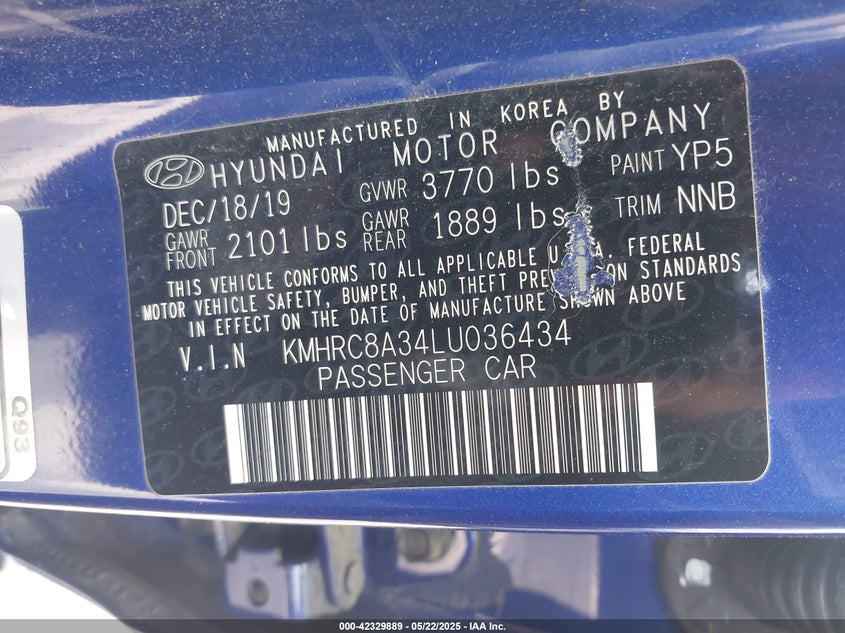 MANUFACTURED IN KOREA BY
HYUNDAI MOTOR COMPANY
DEC/18/19 GVWR 3770 lbs PAINT YP5
GAWR FRONT 2101 lbs GAWR REAR 1889 lbs TRIM NNB
THIS VEHICLE CONFORMS TO ALL APPLICABLE U.S.A. FEDERAL
MOTOR VEHICLE SAFETY, BUMPER, AND THEFT PREVENTION STANDARDS
IN EFFECT ON THE DATE OF MANUFACTURE SHOWN ABOVE
V.I.N KMHRC8A34LU036434
PASSENGER CAR
Q93
000-42329889 - 05/22/2025 - IAA Inc.